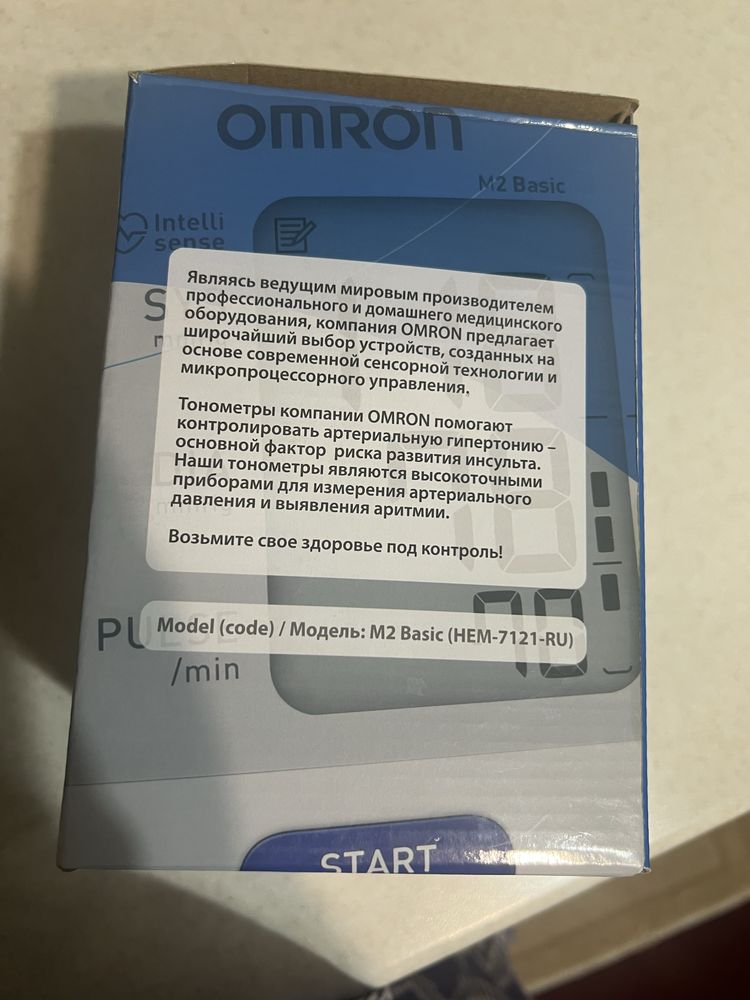 OMRON
M2 Basic
Intelli
sense
Являясь ведущим мировым производителем
профессионального и домашнего медицинского
оборудования, компания OMRON предлагает
широчайший выбор устройств, созданных на
основе современной сенсорной технологии и
микропроцессорного управления.
Тонометры компании OMRON помогают
контролировать артериальную гипертонию –
основной фактор риска развития инсульта.
Наши тонометры являются высокоточными
приборами для измерения артериального
давления и выявления аритмии.
Возьмите свое здоровье под контроль!
Model (code) / Модель: M2 Basic (HEM-7121-RU)
PULSE
/min
START